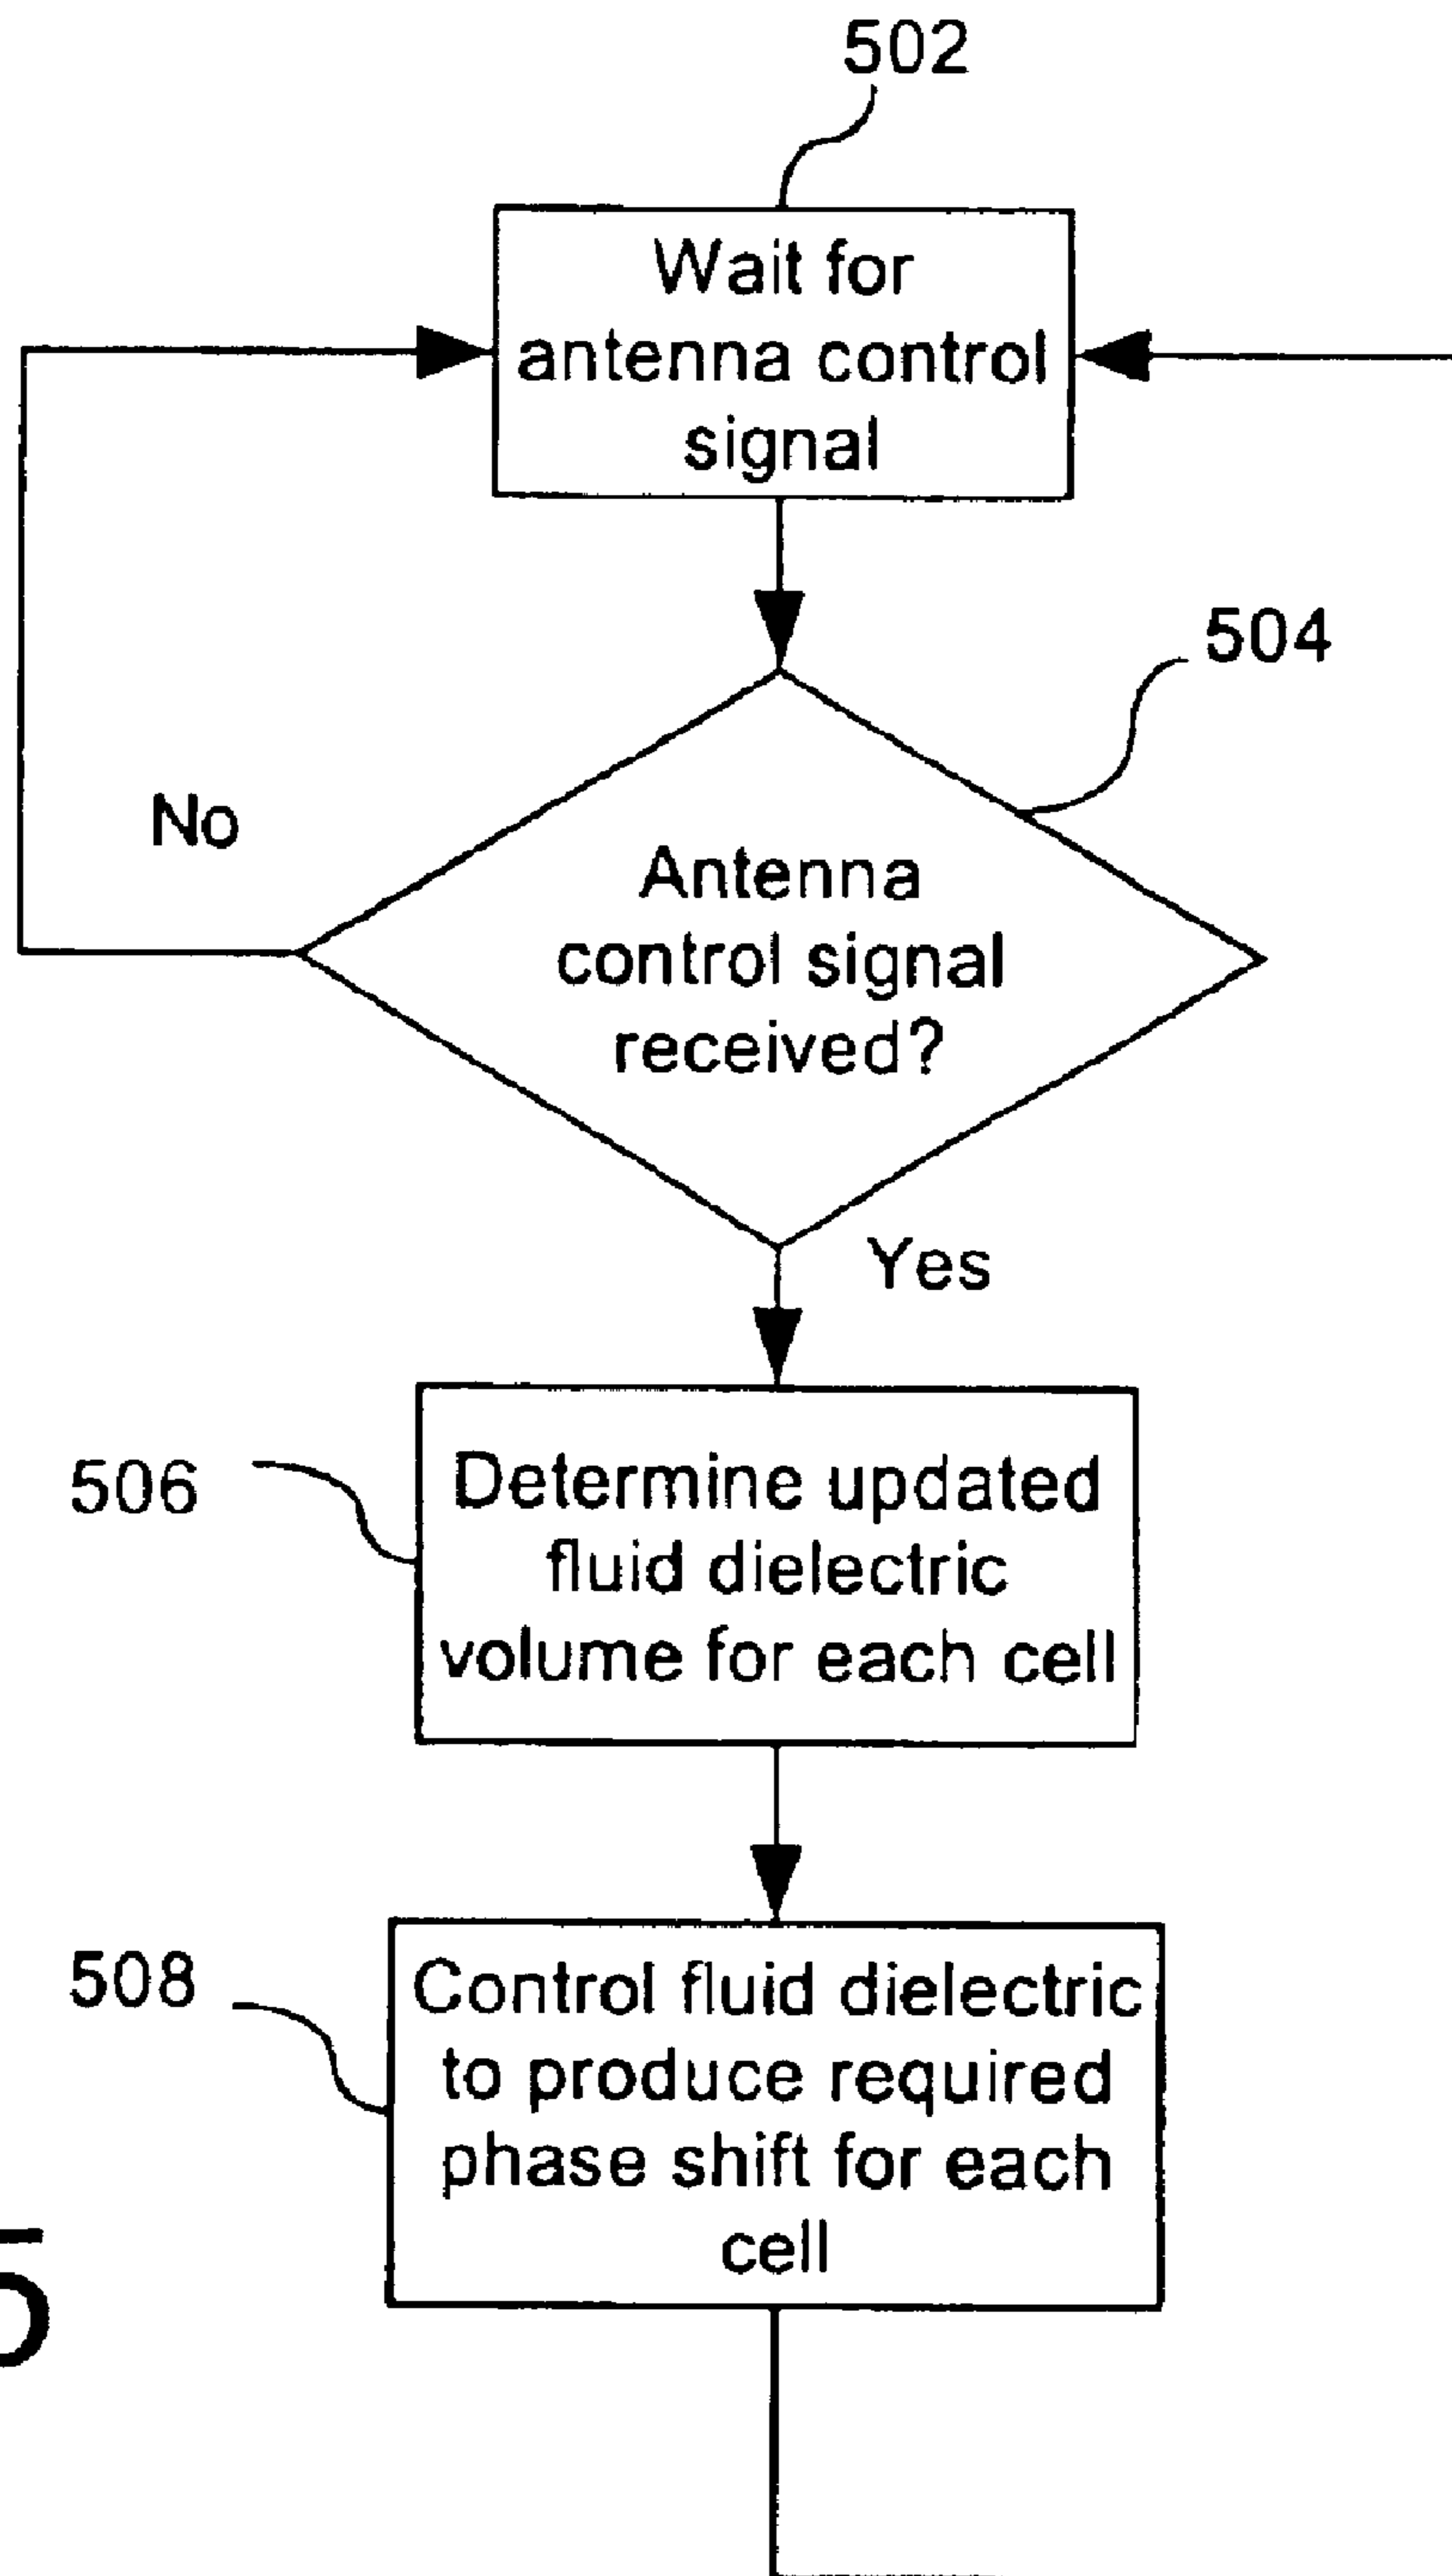 502
Wait for
antenna control
signal
504
No
Antenna
control signal
received?
Yes
506
Determine updated
fluid dielectric
volume for each cell
508
Control fluid dielectric
to produce required
phase shift for each
cell
5